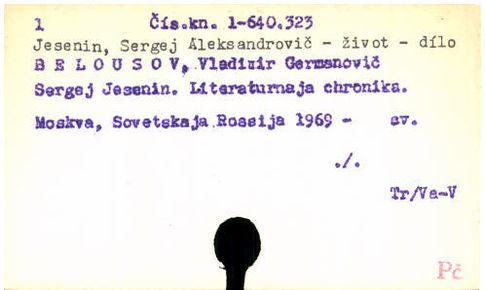 1 Čís.kn. 1-640.323
Jesenin, Sergej Aleksandrovič - život - dílo
B E L O U S O V, Vladimir Germanovič
Sergej Jesenin. Literaturnaja chronika.
Moskva, Sovetskaja Rossija 1969 - sv.
./.
Tr/Va-V
Pč